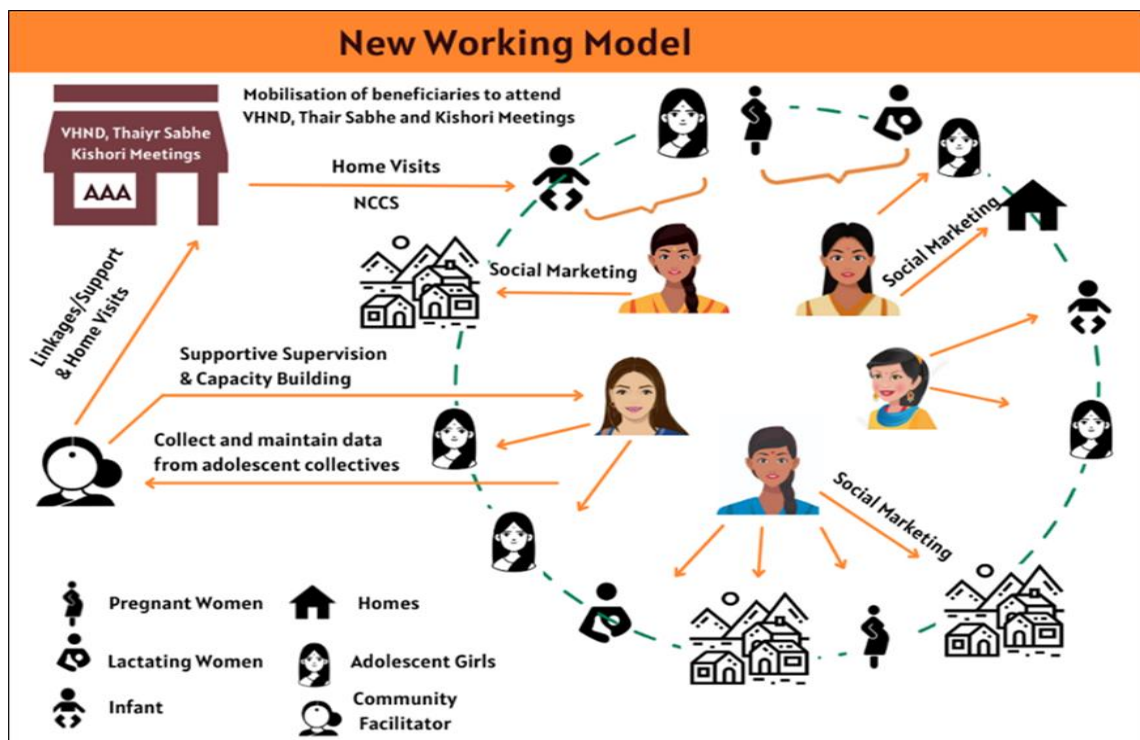 New Working Model
Mobilisation of beneficiaries to attend
VHND, Thair Sabhe and Kishori Meetings
VHND, Thaiyr Sabhe
Kishori Meetings
AAA
Home Visits
NCCS
Social Marketing
Social Marketing
Linkages/Support
& Home Visits
Supportive Supervision
& Capacity Building
Collect and maintain data
from adolescent collectives
Social Marketing
Pregnant Women
Homes
Lactating Women
Adolescent Girls
Infant
Community
Facilitator